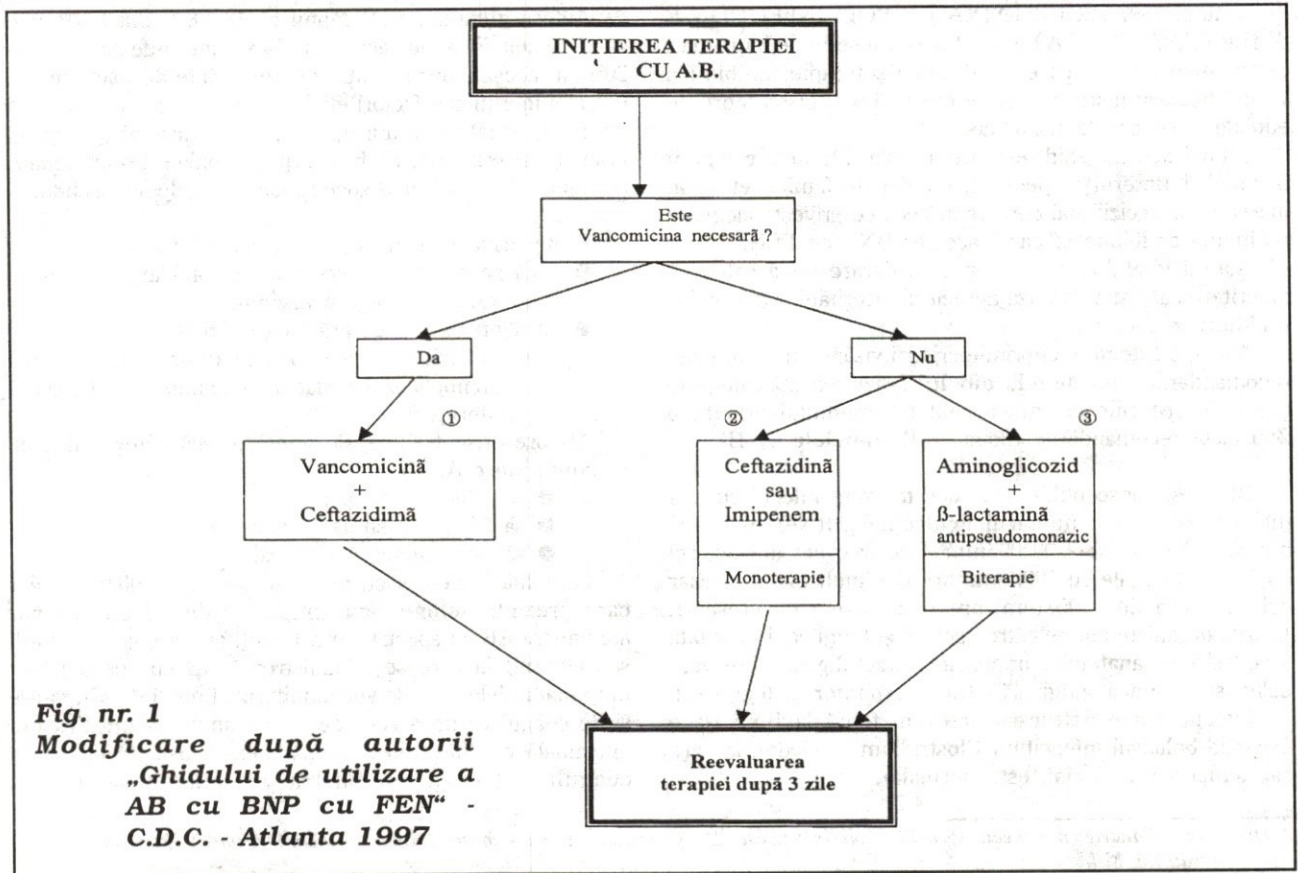 INIŢIEREA TERAPIEI
CU A.B.
Este
Vancomicina necesară ?
Da
Nu
①
②
③
Vancomicină
+
Ceftazidimă
Ceftazidină
sau
Imipenem
Monoterapie
Aminoglicozid
+
ß-lactamină
antipseudomonazic
Biterapie
Reevaluarea
terapiei după 3 zile
Fig. nr. 1
Modificare după autorii
„Ghidului de utilizare a
AB cu BNP cu FEN“ -
C.D.C. - Atlanta 1997